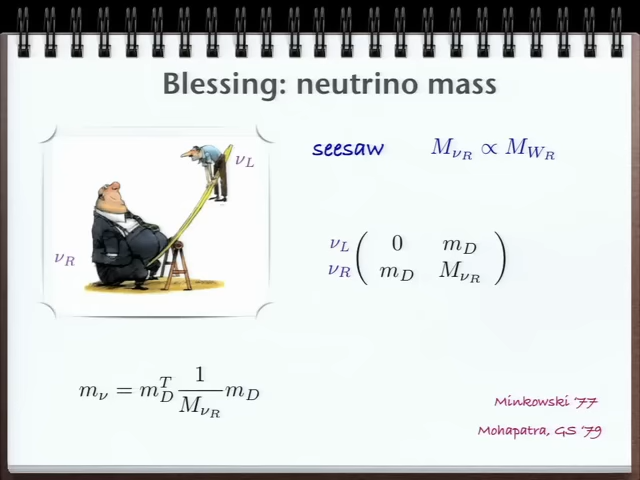 Blessing: neutrino mass
seesaw M_{ν_R} ∝ M_{W_R}
ν_L
ν_R
ν_L ( 0 m_D )
ν_R ( m_D M_{ν_R} )
m_ν = m_D^T \frac{1}{M_{ν_R}} m_D
Minkowski '77
Mohapatra, GS '79